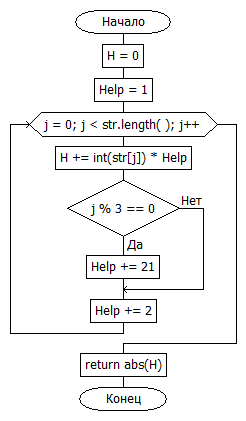 Начало
H = 0
Help = 1
j = 0; j < str.length( ); j++
H += int(str[j]) * Help
j % 3 == 0
Нет
Да
Help += 21
Help += 2
return abs(H)
Конец